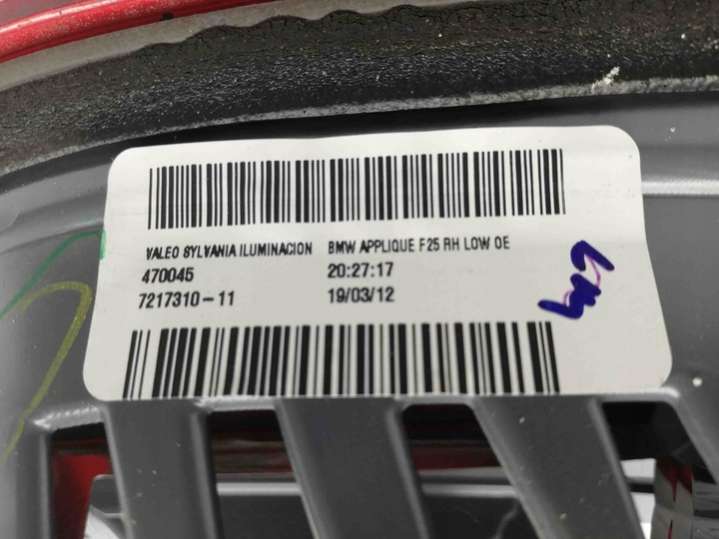 VALEO SYLVANIA ILUMINACION BMW APPLIQUE F25 RH LOW OE
470045 20:27:17
7217310-11 19/03/12